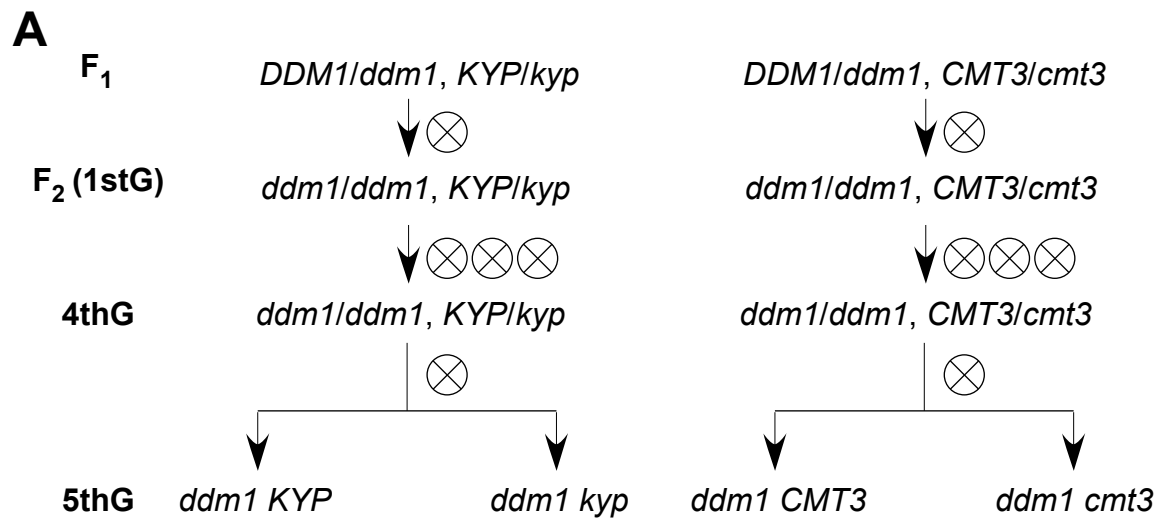 A
F1 DDM1/ddm1, KYP/kyp DDM1/ddm1, CMT3/cmt3
F2 (1stG) ddm1/ddm1, KYP/kyp ddm1/ddm1, CMT3/cmt3
4thG ddm1/ddm1, KYP/kyp ddm1/ddm1, CMT3/cmt3
5thG ddm1 KYP ddm1 kyp ddm1 CMT3 ddm1 cmt3